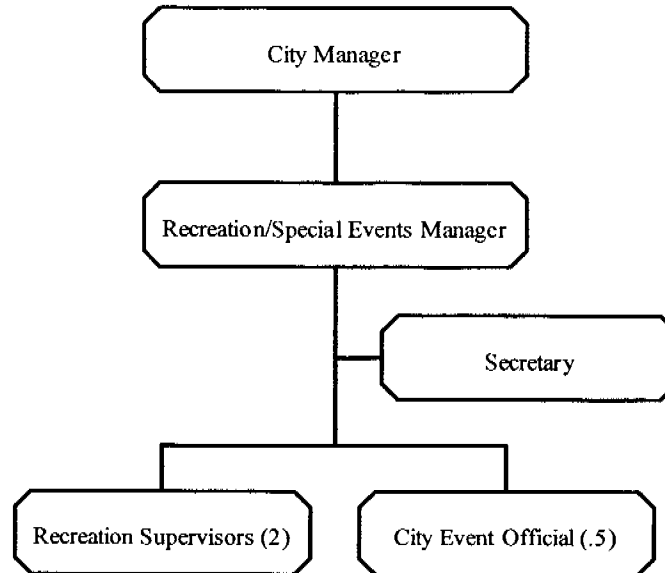 City Manager
Recreation/Special Events Manager
Secretary
Recreation Supervisors (2)
City Event Official (.5)